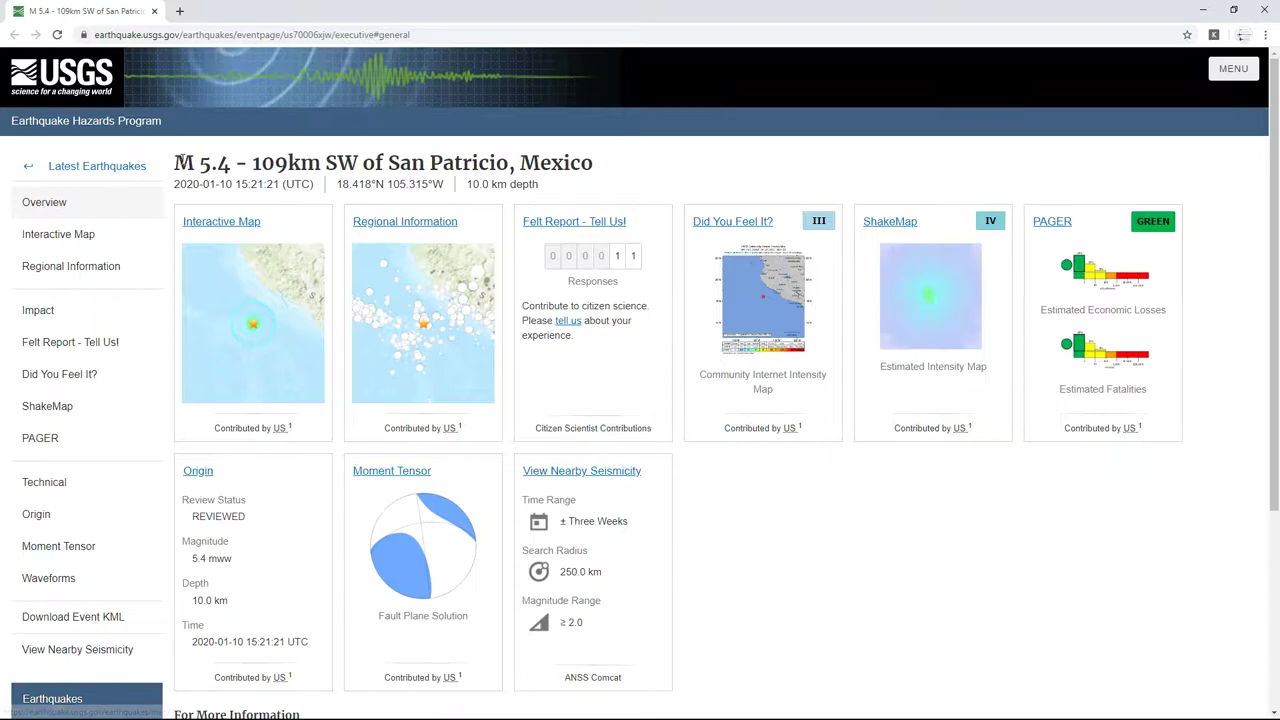 M 5.4 - 109km SW of San Patrici
earthquake.usgs.gov/earthquakes/eventpage/us70006xjw/executive#general
K
USGS
science for a changing world
MENU
Earthquake Hazards Program
Latest Earthquakes
Overview
Interactive Map
Regional Information
Impact
Felt Report - Tell Us!
Did You Feel It?
ShakeMap
PAGER
Technical
Origin
Moment Tensor
Waveforms
Download Event KML
View Nearby Seismicity
Earthquakes
M 5.4 - 109km SW of San Patricio, Mexico
2020-01-10 15:21:21 (UTC) 18.418°N 105.315°W 10.0 km depth
Interactive Map
Contributed by US 1
Regional Information
Contributed by US 1
Felt Report - Tell Us!
0 0 0 0 1 1
Responses
Contribute to citizen science.
Please tell us about your
experience.
Citizen Scientist Contributions
Did You Feel It?
III
Community Internet Intensity
Map
Contributed by US 1
ShakeMap
IV
Estimated Intensity Map
Contributed by US 1
PAGER
GREEN
Estimated Economic Losses
Estimated Fatalities
Contributed by US 1
Origin
Review Status
REVIEWED
Magnitude
5.4 mww
Depth
10.0 km
Time
2020-01-10 15:21:21 UTC
Contributed by US 1
Moment Tensor
Fault Plane Solution
Contributed by US 1
View Nearby Seismicity
Time Range
± Three Weeks
Search Radius
250.0 km
Magnitude Range
≥ 2.0
ANSS Comcat
For More Information
https://earthquake.usgs.gov/earthquakes/map